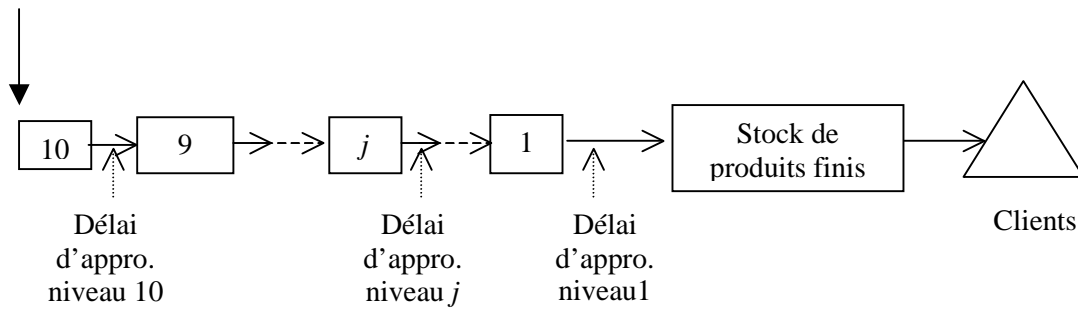 10
9
j
1
Stock de
produits finis
Clients
Délai
d'appro.
niveau 10
Délai
d'appro.
niveau j
Délai
d'appro.
niveau1